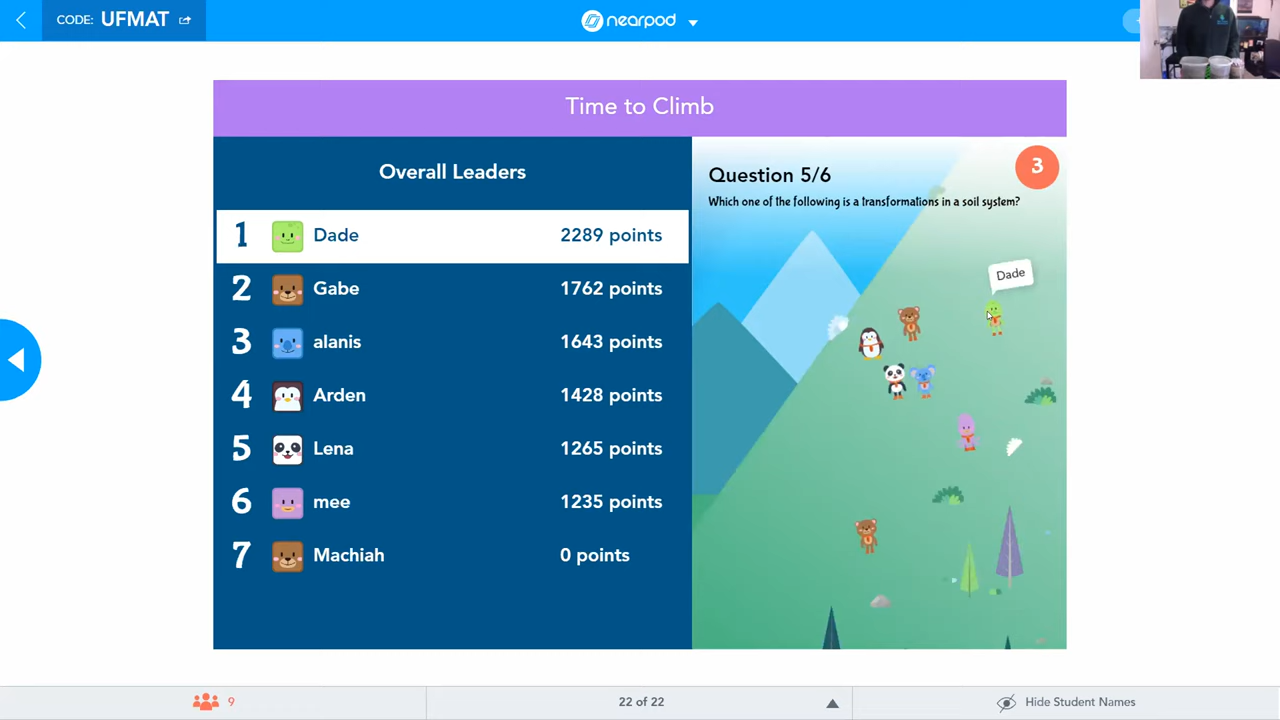 CODE: UFMAT
nearpod
Time to Climb
Overall Leaders
1 Dade 2289 points
2 Gabe 1762 points
3 alanis 1643 points
4 Arden 1428 points
5 Lena 1265 points
6 mee 1235 points
7 Machiah 0 points
Question 5/6
3
Which one of the following is a transformations in a soil system?
Dade
9
22 of 22
Hide Student Names